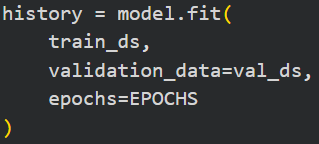 history = model.fit(
    train_ds,
    validation_data=val_ds,
    epochs=EPOCHS
)